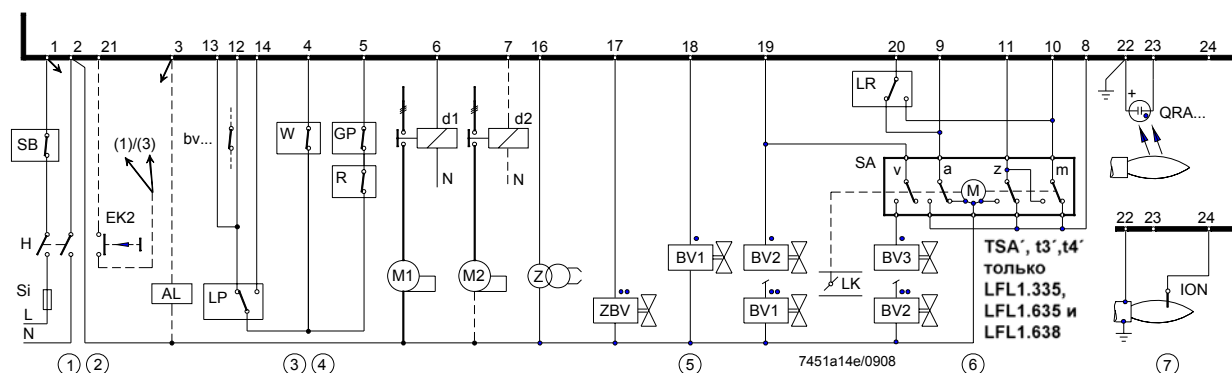 1 2 21 3 13 12 14 4 5 6 7 16 17 18 19 20 9 11 10 8 22 23 24
LR
+
QRA...
d1 d2
SB bv... W GP
(1)/(3)
R N N
SA v a z m
M
EK2
H
22 23 24
BV1 BV2 BV3
TSA´, t3´,t4´
только
LFL1.335,
LFL1.635 и
LFL1.638
M1 M2 Z
LK
ION
Si
AL LP
L
ZBV BV1 BV2
N
1 2 3 4 5 7451a14e/0908 6 7